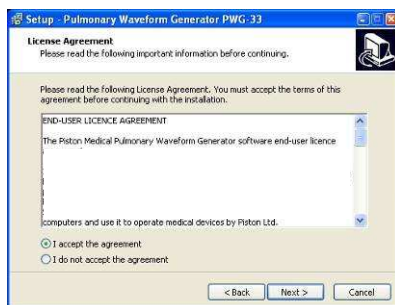 Setup - Pulmonary Waveform Generator PWG-33
License Agreement
Please read the following important information before continuing.
Please read the following License Agreement. You must accept the terms of this
agreement before continuing with the installation.
END-USER LICENCE AGREEMENT
The Piston Medical Pulmonary Waveform Generator software end-user licence
computers and use it to operate medical devices by Piston Ltd.
I accept the agreement
I do not accept the agreement
< Back
Next >
Cancel